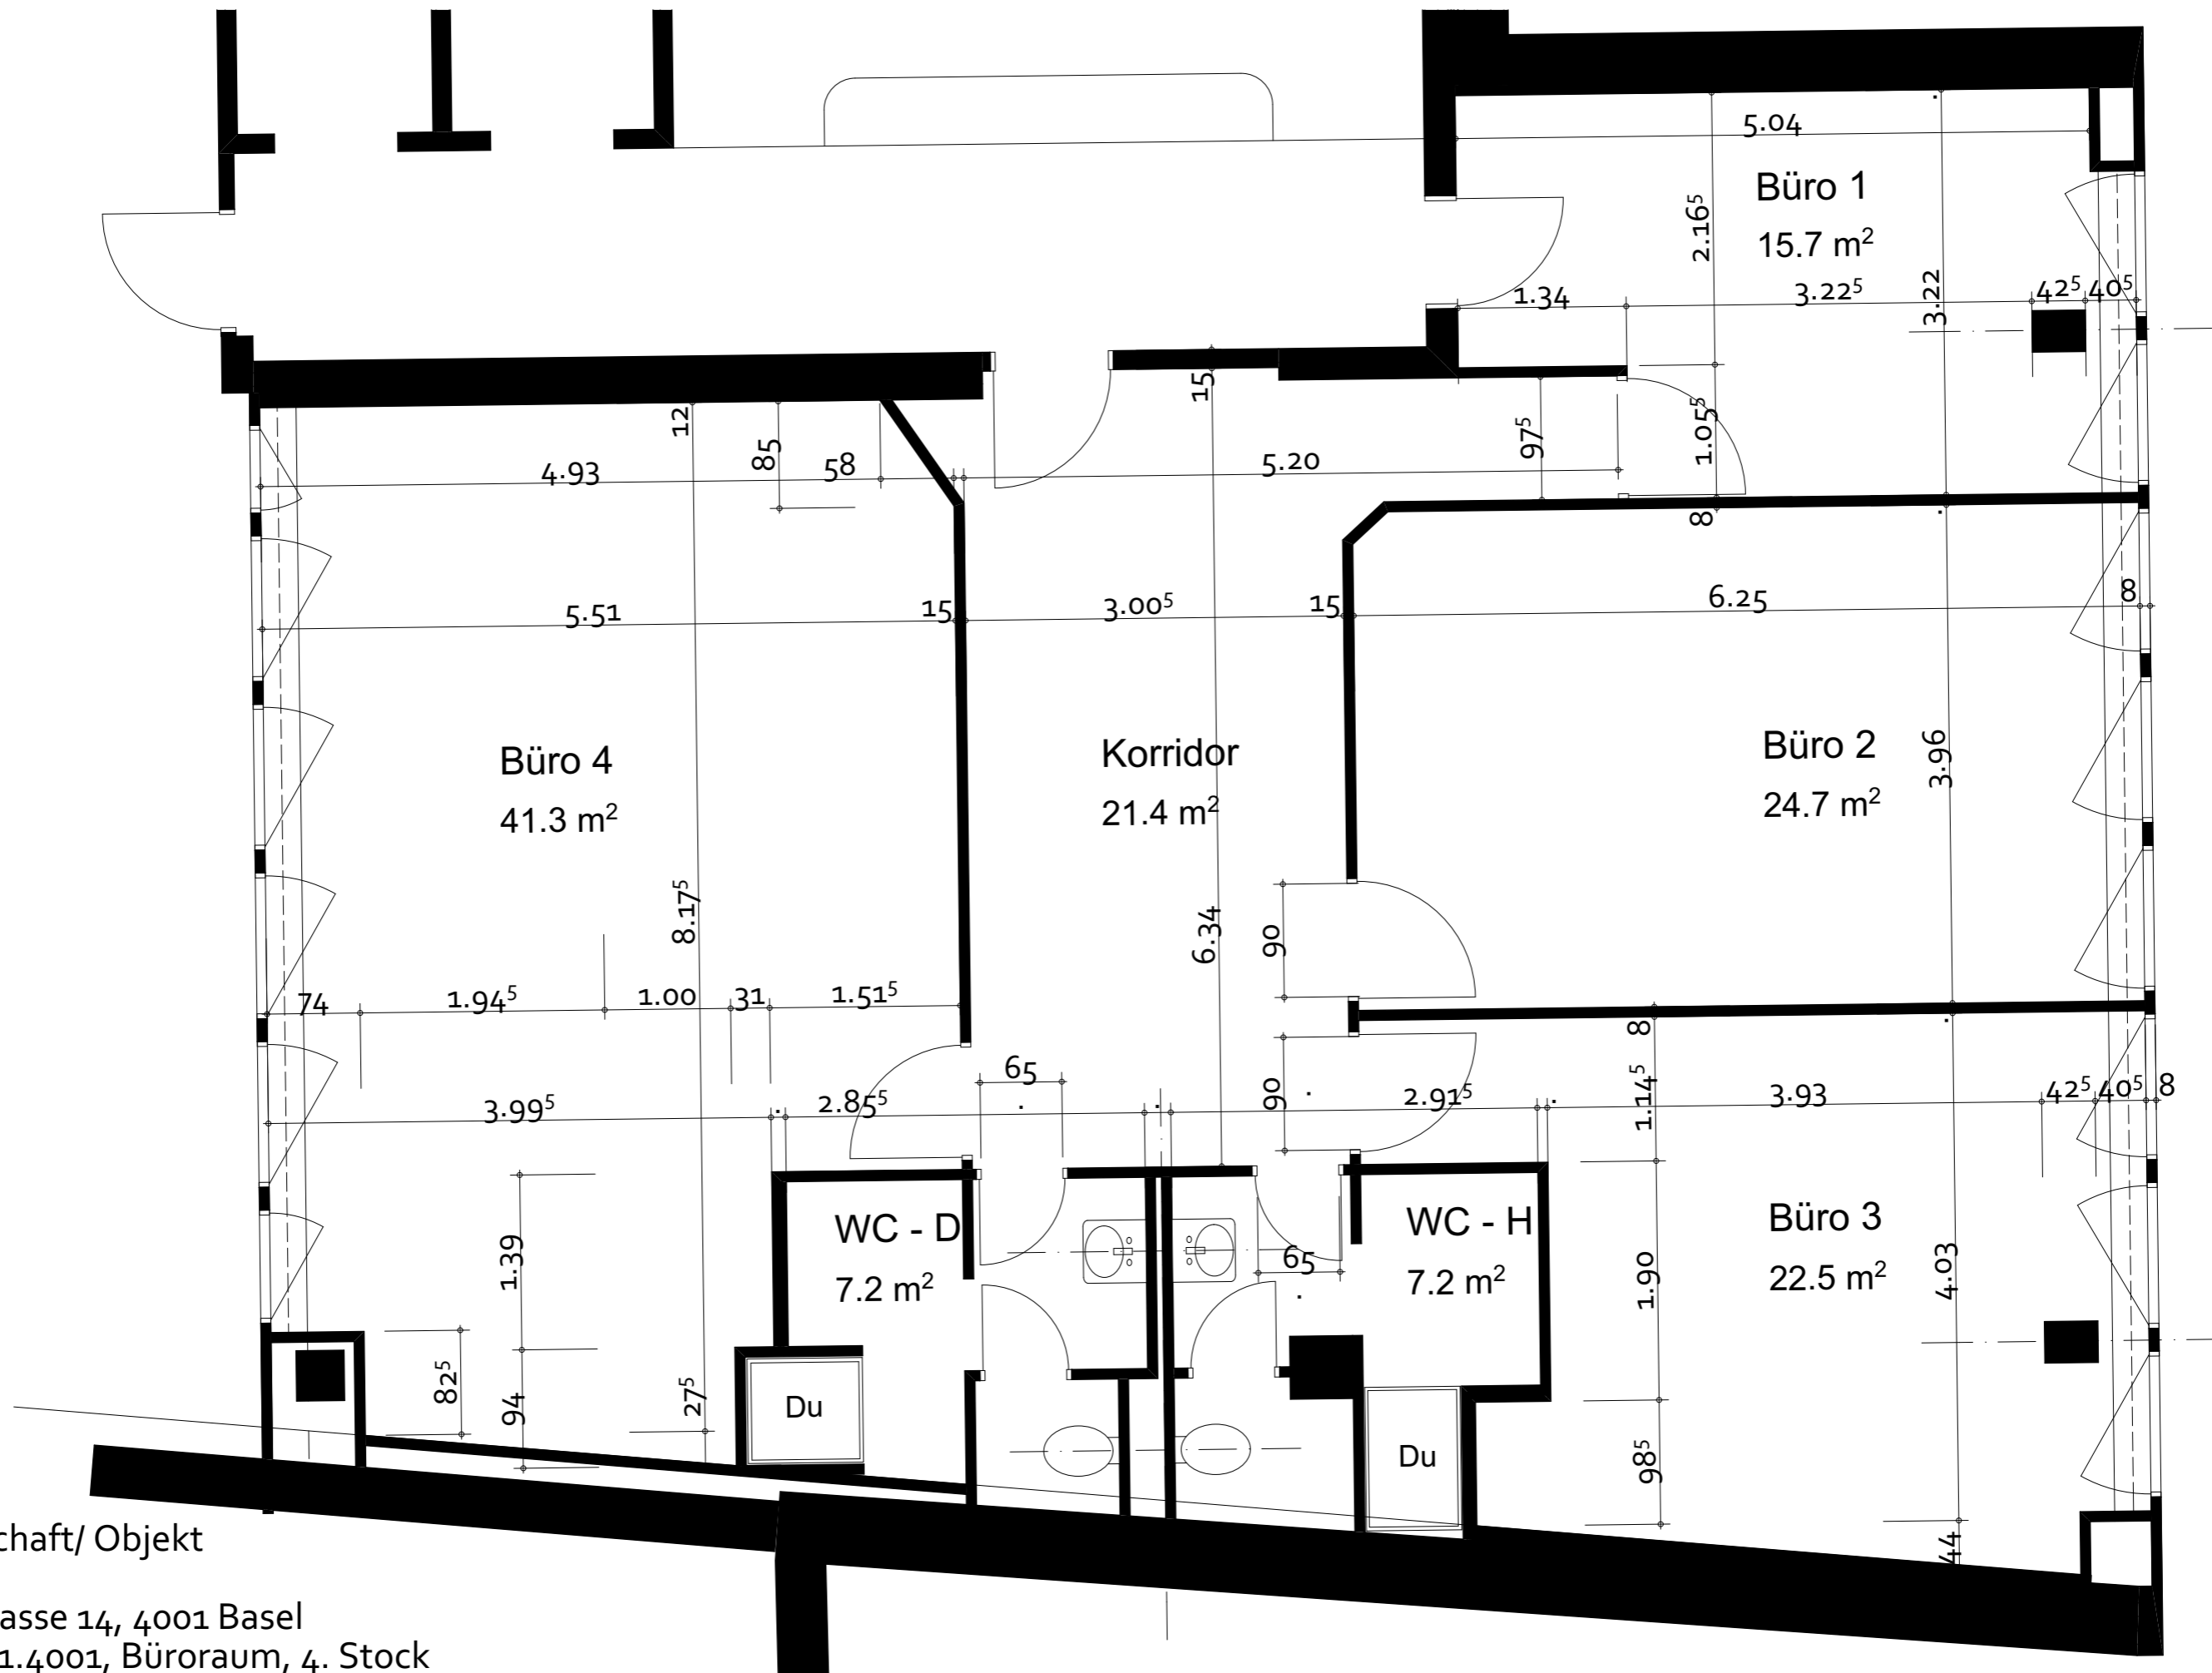 5.04
Büro 1
15.7 m²
2.16⁵
3.22
1.34
3.22⁵
42⁵
40⁵
15
12
85
58
4.93
5.20
97⁵
1.05⁵
8
5.51
15
3.00⁵
15
6.25
8
Büro 4
41.3 m²
Korridor
21.4 m²
Büro 2
24.7 m²
3.96
8.17⁵
6.34
90
74
1.94⁵
1.00
31
1.51⁵
8
65
90
3.99⁵
2.85⁵
2.91⁵
1.14⁵
3.93
42⁵
40⁵
8
WC - D
7.2 m²
WC - H
7.2 m²
Büro 3
22.5 m²
1.39
65
1.90
4.03
82⁵
94
27⁵
Du
Du
98⁵
44
chaft/ Objekt
asse 14, 4001 Basel
1.4001, Büroraum, 4. Stock